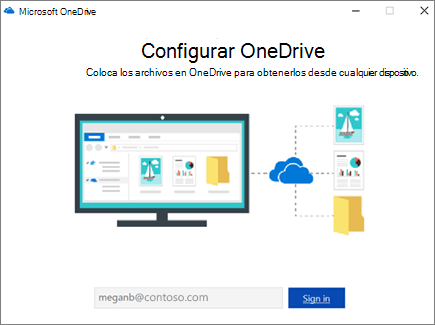 Microsoft OneDrive
Configurar OneDrive
Coloca los archivos en OneDrive para obtenerlos desde cualquier dispositivo.
meganb@contoso.com
Sign in